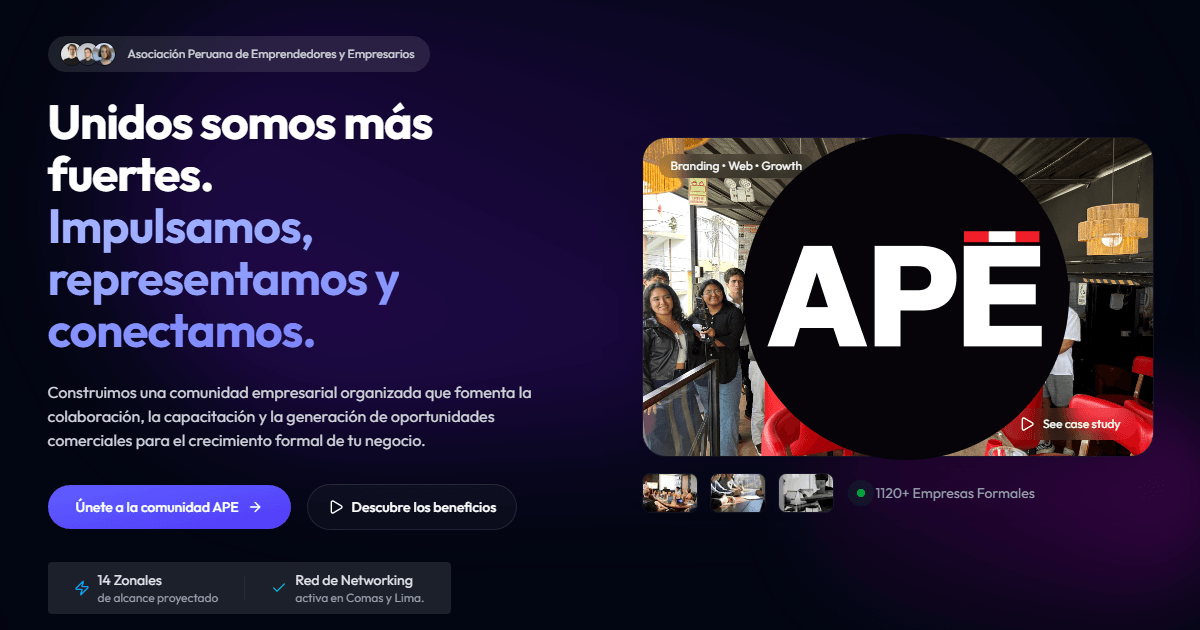 Asociación Peruana de Emprendedores y Empresarios
Unidos somos más
fuertes.
Impulsamos,
representamos y
conectamos.
Construimos una comunidad empresarial organizada que fomenta la
colaboración, la capacitación y la generación de oportunidades
comerciales para el crecimiento formal de tu negocio.
Únete a la comunidad APE →
Descubre los beneficios
14 Zonales
de alcance proyectado
Red de Networking
activa en Comas y Lima.
Branding • Web • Growth
APE
See case study
1120+ Empresas Formales